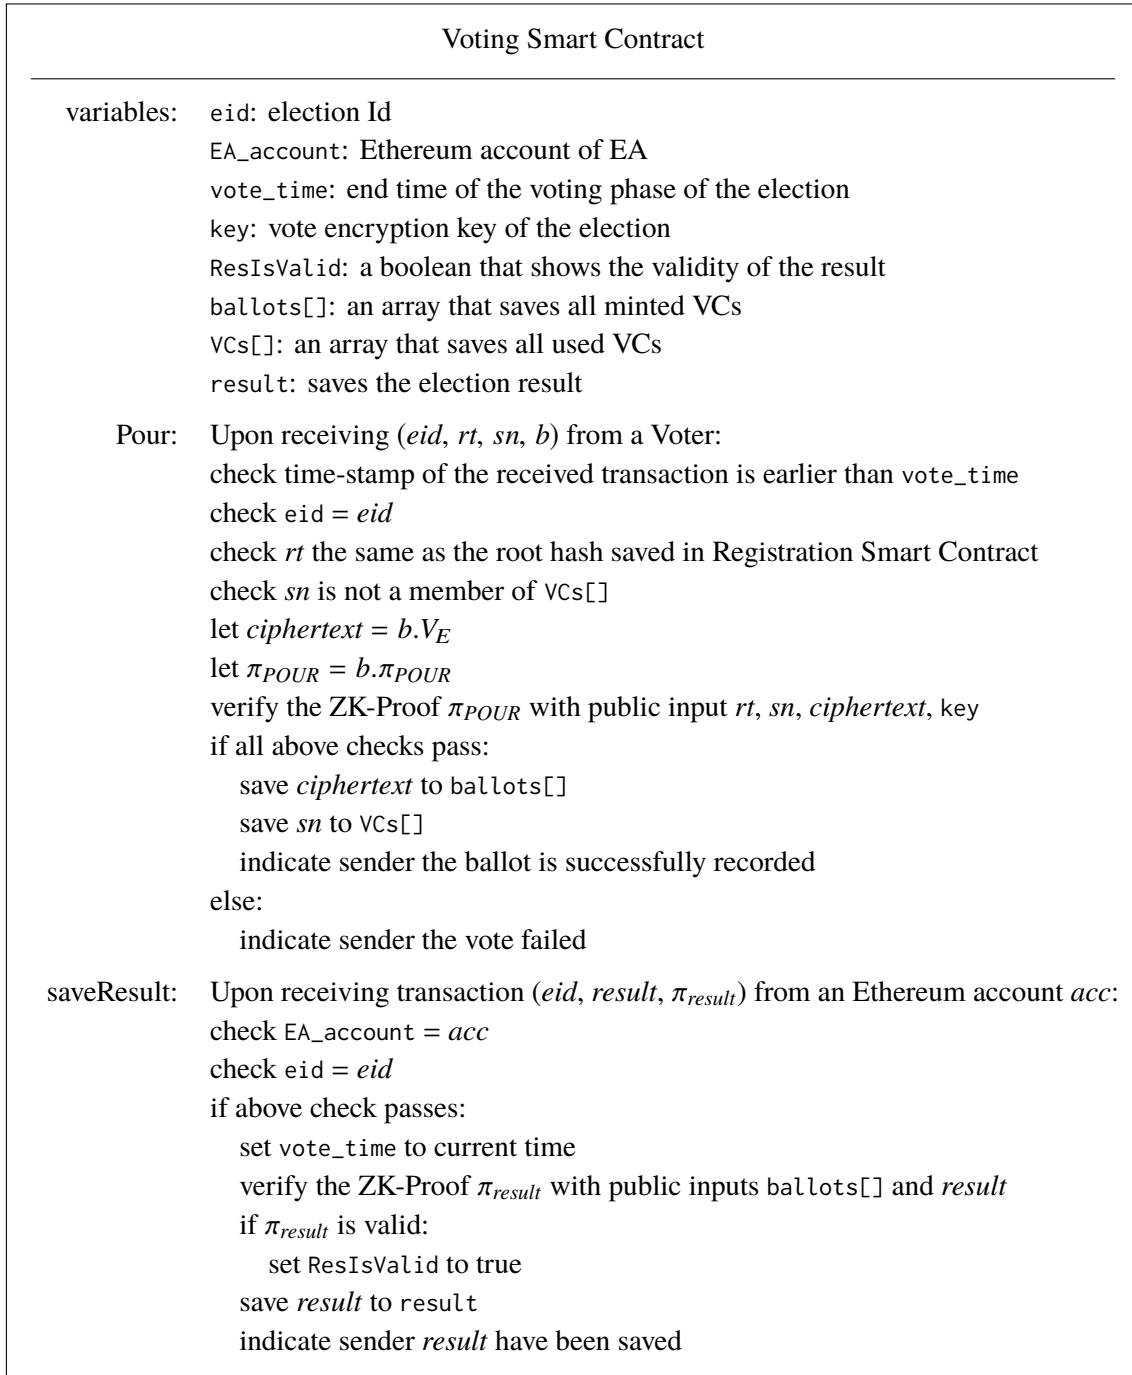 Voting Smart Contract
variables: eid: election Id
EA_account: Ethereum account of EA
vote_time: end time of the voting phase of the election
key: vote encryption key of the election
ResIsValid: a boolean that shows the validity of the result
ballots[]: an array that saves all minted VCs
VCs[]: an array that saves all used VCs
result: saves the election result
Pour: Upon receiving (eid, rt, sn, b) from a Voter:
check time-stamp of the received transaction is earlier than vote_time
check eid = eid
check rt the same as the root hash saved in Registration Smart Contract
check sn is not a member of VCs[]
let ciphertext = b.V_E
let π_POUR = b.π_POUR
verify the ZK-Proof π_POUR with public input rt, sn, ciphertext, key
if all above checks pass:
save ciphertext to ballots[]
save sn to VCs[]
indicate sender the ballot is successfully recorded
else:
indicate sender the vote failed
saveResult: Upon receiving transaction (eid, result, π_result) from an Ethereum account acc:
check EA_account = acc
check eid = eid
if above check passes:
set vote_time to current time
verify the ZK-Proof π_result with public inputs ballots[] and result
if π_result is valid:
set ResIsValid to true
save result to result
indicate sender result have been saved